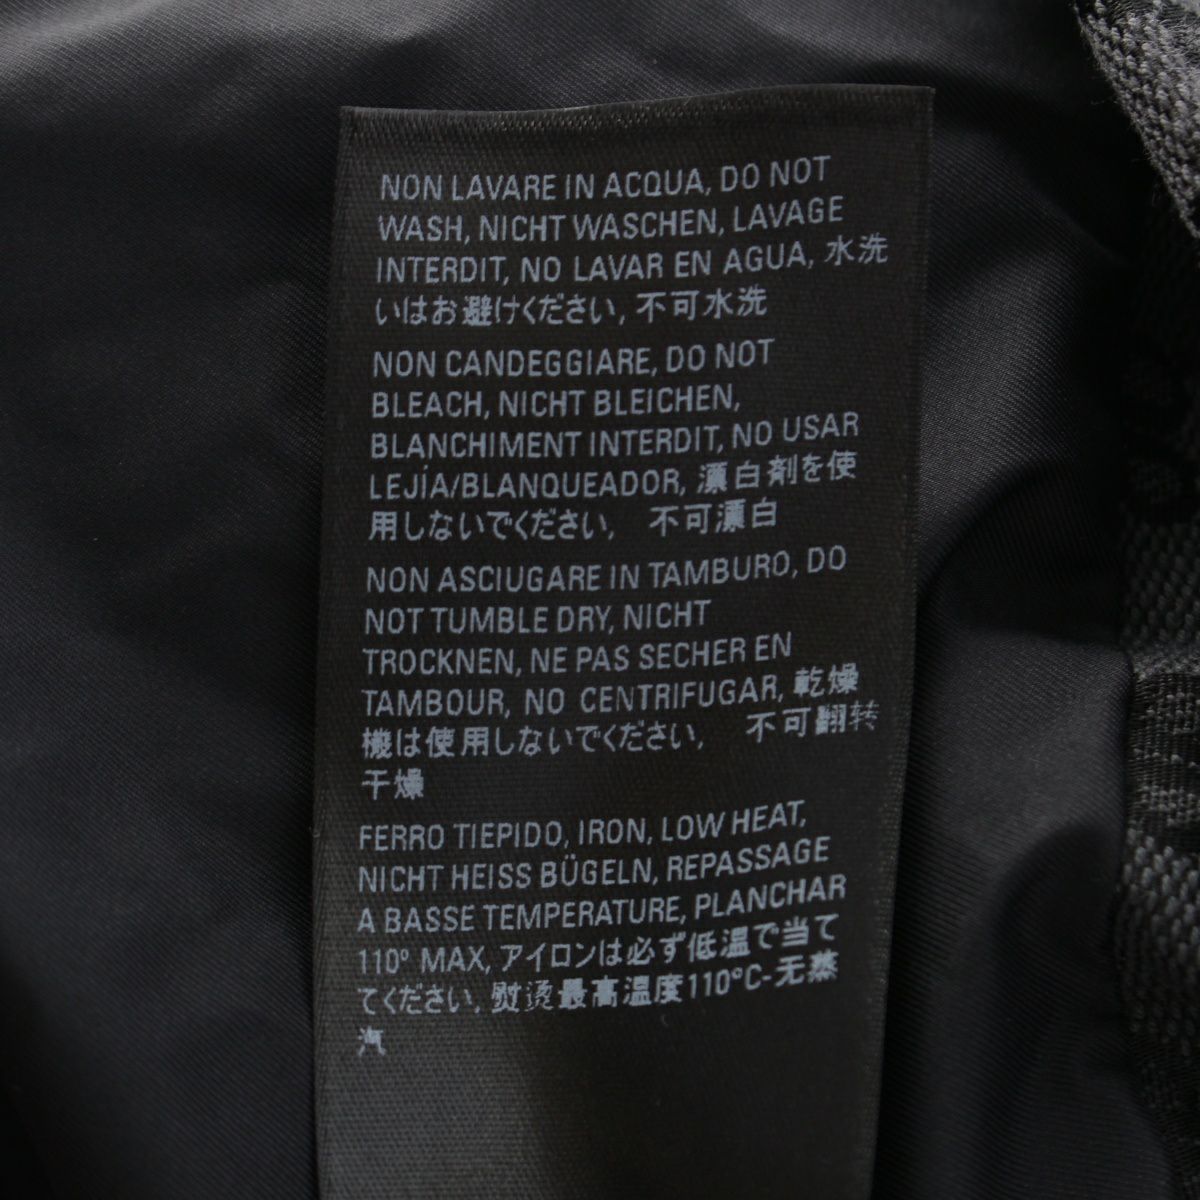 NON LAVARE IN ACQUA, DO NOT
WASH, NICHT WASCHEN, LAVAGE
INTERDIT, NO LAVAR EN AGUA, 水洗
いはお避けください, 不可水洗
NON CANDEGGIARE, DO NOT
BLEACH, NICHT BLEICHEN,
BLANCHIMENT INTERDIT, NO USAR
LEJÍA/BLANQUEADOR, 漂白剤を使
用しないでください, 不可漂白
NON ASCIUGARE IN TAMBURO, DO
NOT TUMBLE DRY, NICHT
TROCKNEN, NE PAS SECHER EN
TAMBOUR, NO CENTRIFUGAR, 乾燥
機は使用しないでください, 不可翻转
干燥
FERRO TIEPIDO, IRON, LOW HEAT,
NICHT HEISS BÜGELN, REPASSAGE
A BASSE TEMPERATURE, PLANCHAR
110° MAX, アイロンは必ず低温で当て
てください, 熨烫最高温度110°C-无蒸
汽